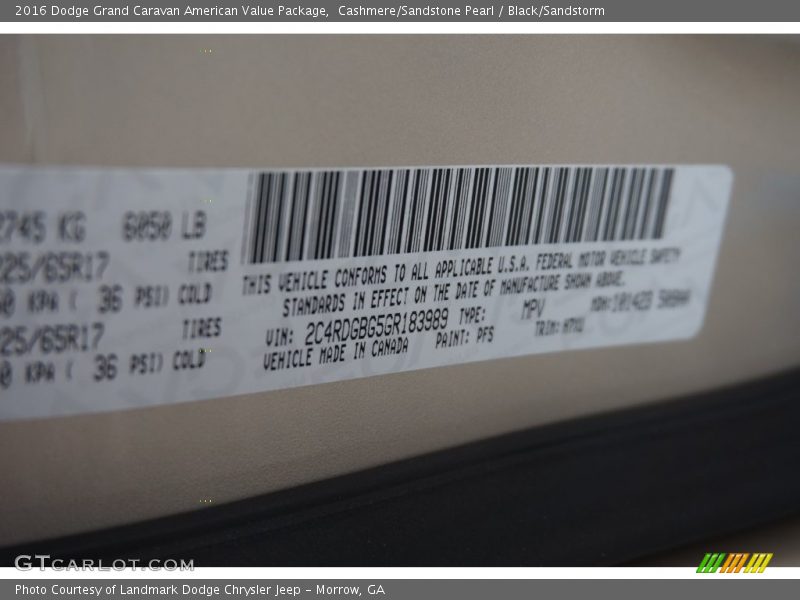 2016 Dodge Grand Caravan American Value Package,  Cashmere/Sandstone Pearl / Black/Sandstorm
2745 KG 6050 LB
225/65R17 TIRES
KPA ( 36 PSI) COLD
225/65R17 TIRES
KPA ( 36 PSI) COLD
THIS VEHICLE CONFORMS TO ALL APPLICABLE U.S.A. FEDERAL MOTOR VEHICLE SAFETY
STANDARDS IN EFFECT ON THE DATE OF MANUFACTURE SHOWN ABOVE.
VIN: 2C4RDGBG5GR183989 TYPE: MPV
VEHICLE MADE IN CANADA PAINT: PFS TRIM:
GTCARLOT.COM
Photo Courtesy of Landmark Dodge Chrysler Jeep – Morrow, GA